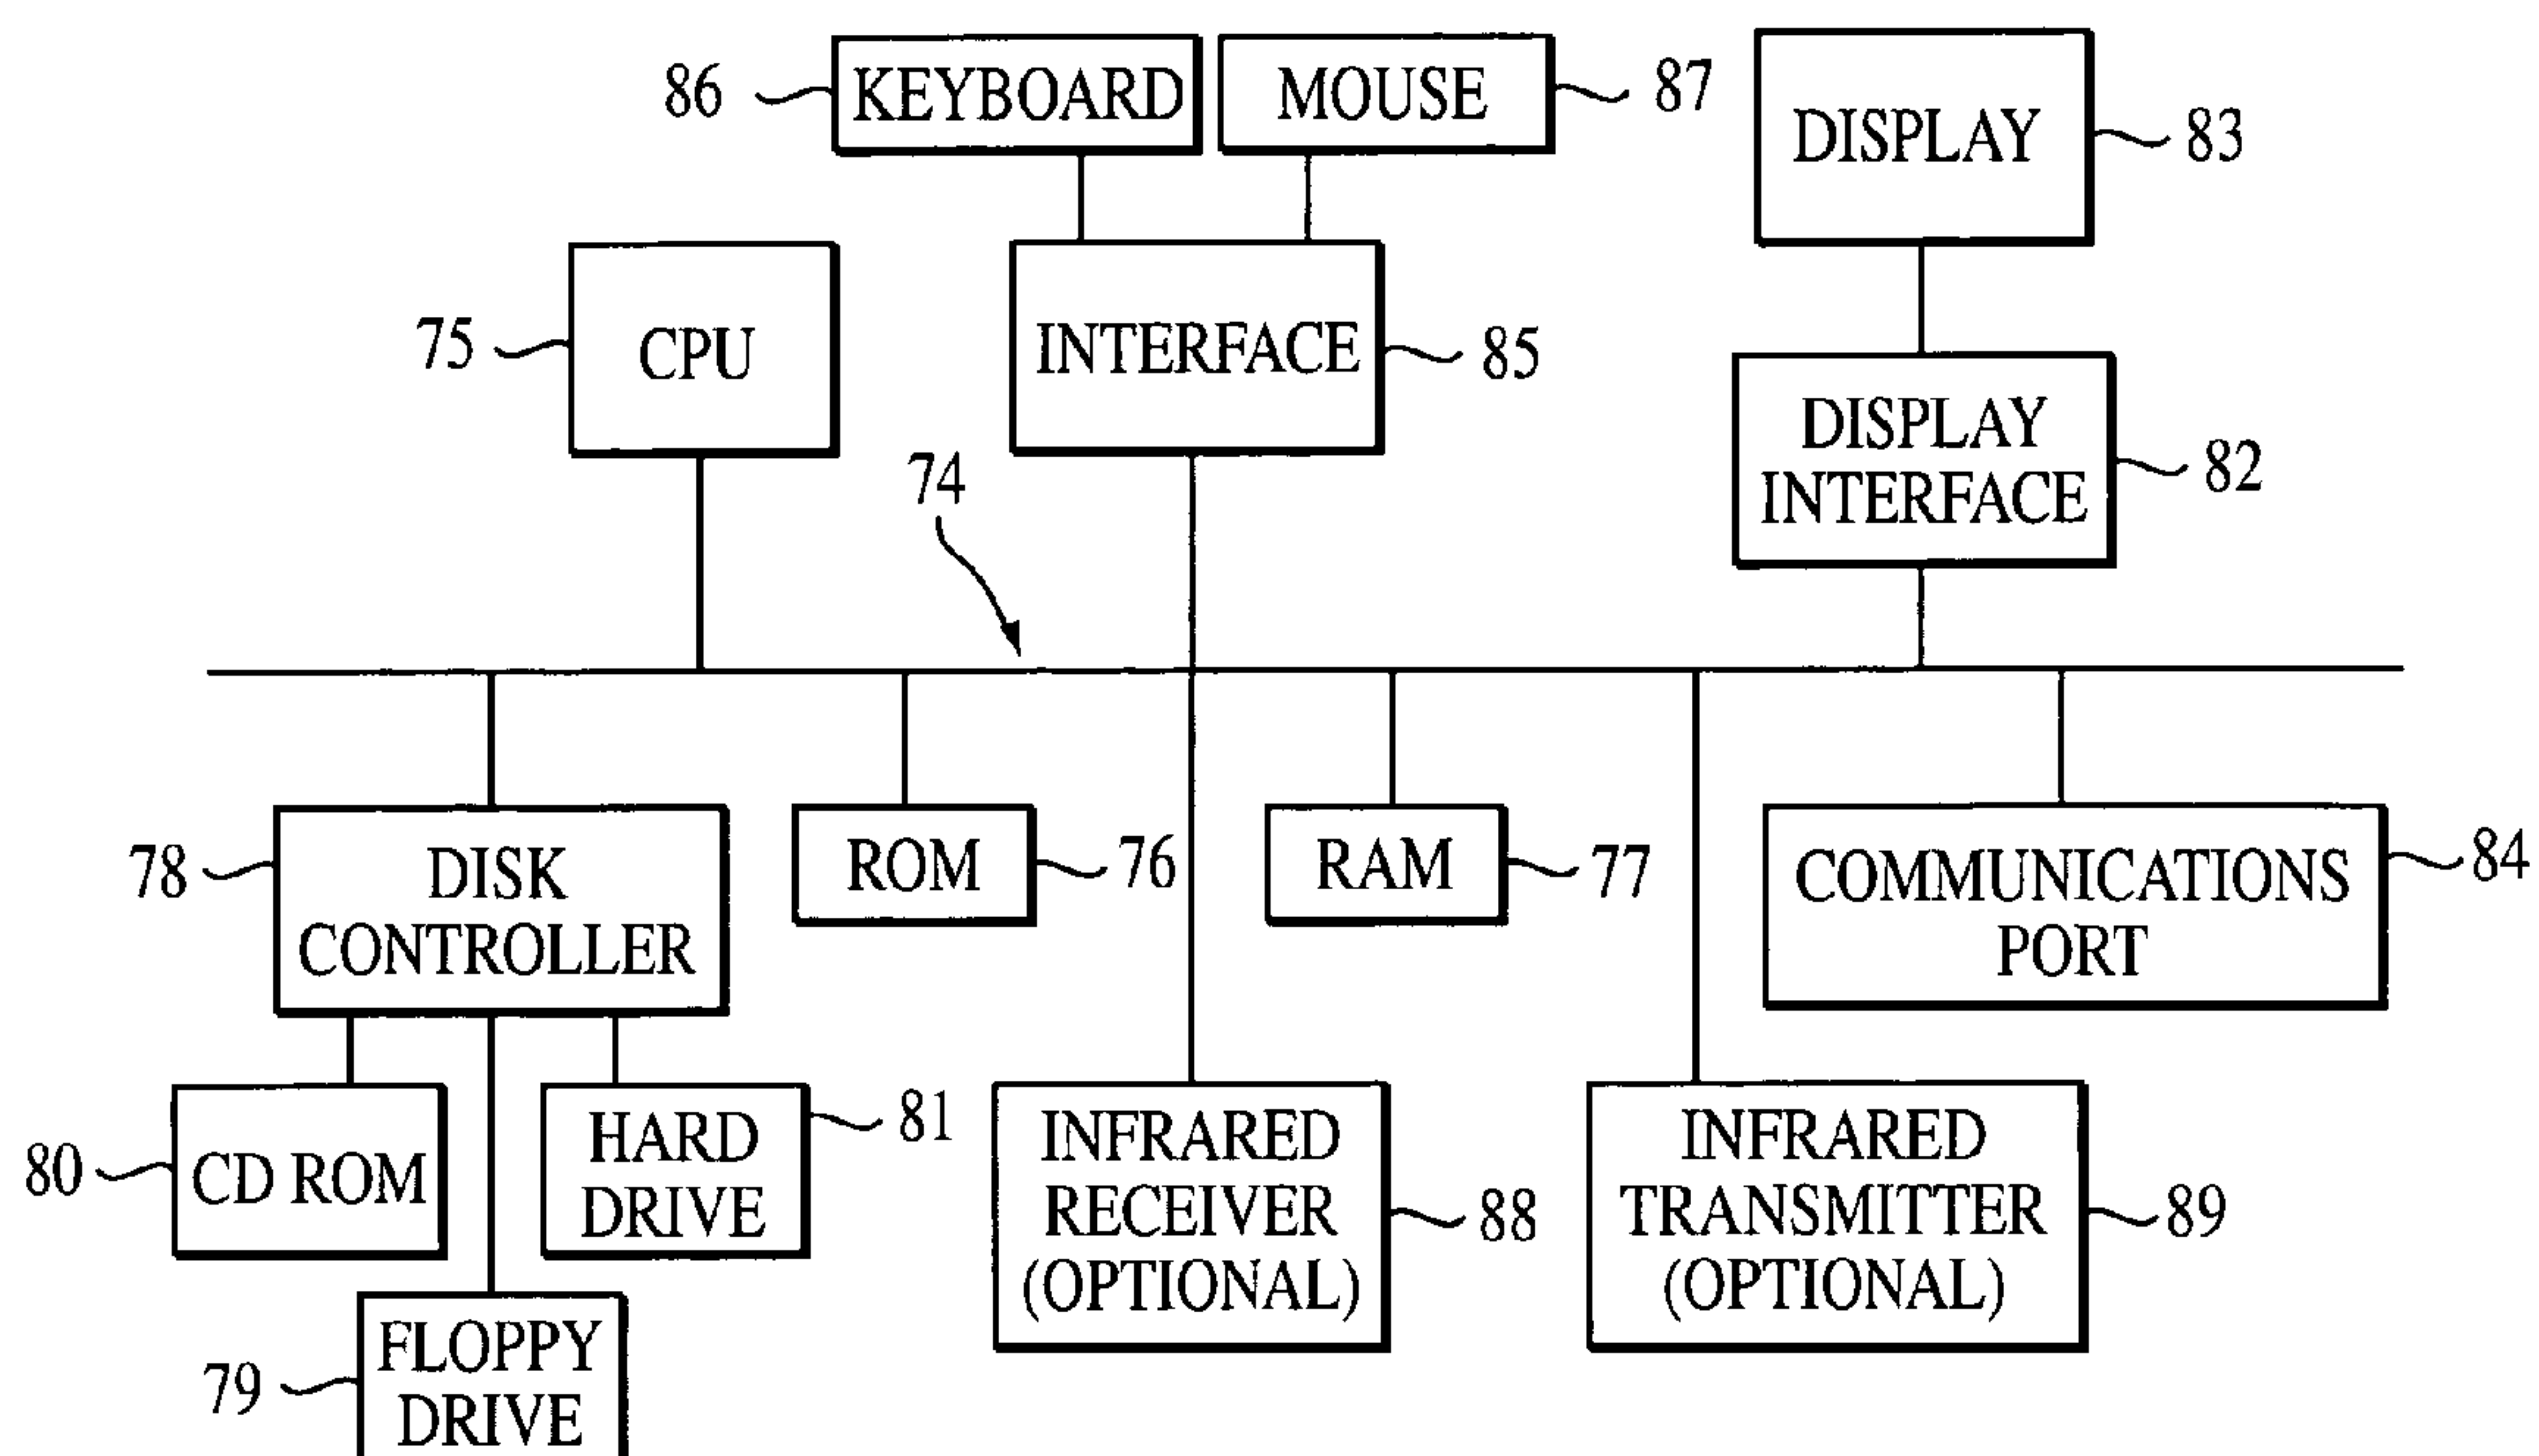 86 KEYBOARD MOUSE 87
DISPLAY 83
75 CPU
INTERFACE 85
DISPLAY
INTERFACE 82
74
78 DISK
CONTROLLER
ROM 76
RAM 77
COMMUNICATIONS
PORT 84
80 CD ROM
HARD
DRIVE 81
INFRARED
RECEIVER
(OPTIONAL) 88
INFRARED
TRANSMITTER
(OPTIONAL) 89
79 FLOPPY
DRIVE